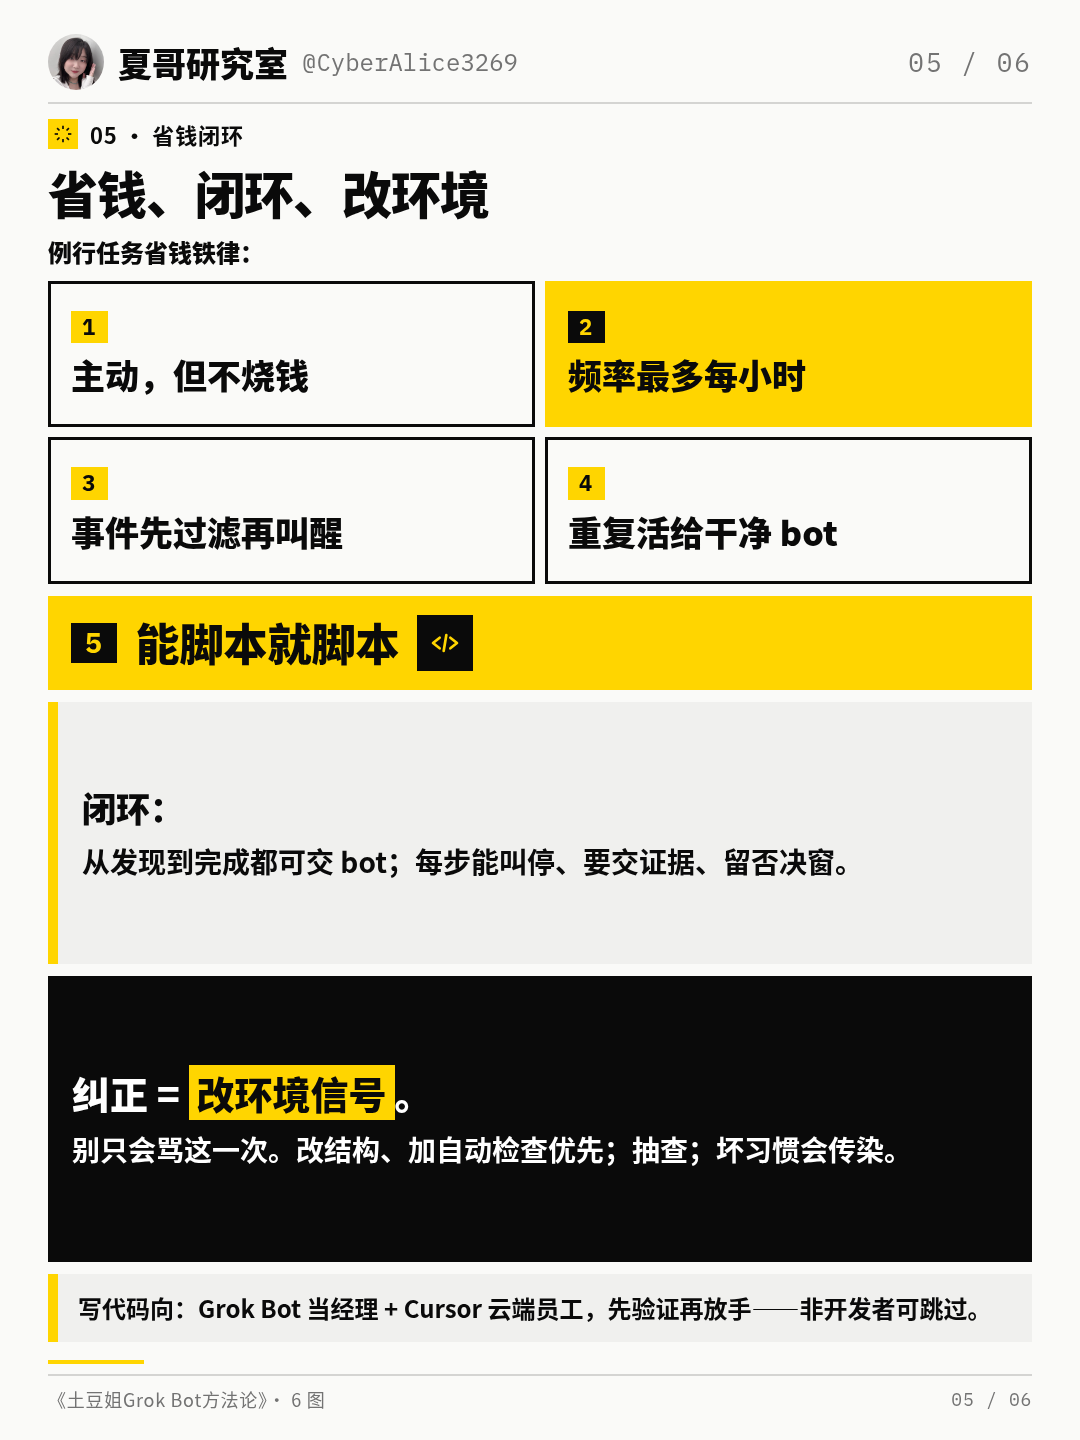 夏哥研究室 @CyberAlice3269 05 / 06
05 · 省钱闭环
省钱、闭环、改环境
例行任务省钱铁律：
1
主动，但不烧钱
2
频率最多每小时
3
事件先过滤再叫醒
4
重复活给干净 bot
5 能脚本就脚本 </>
闭环：
从发现到完成都可交 bot；每步能叫停、要交证据、留否决窗。
纠正 = 改环境信号。
别只会骂这一次。改结构、加自动检查优先；抽查；坏习惯会传染。
写代码向：Grok Bot 当经理 + Cursor 云端员工，先验证再放手——非开发者可跳过。
《土豆姐Grok Bot方法论》· 6 图 05 / 06